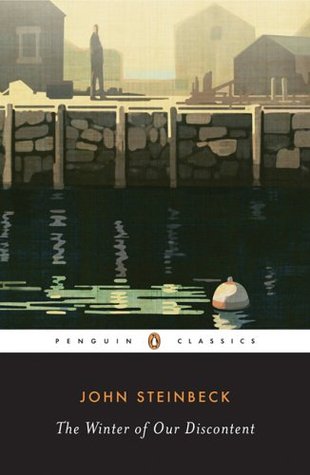 PENGUIN CLASSICS
JOHN STEINBECK
The Winter of Our Discontent